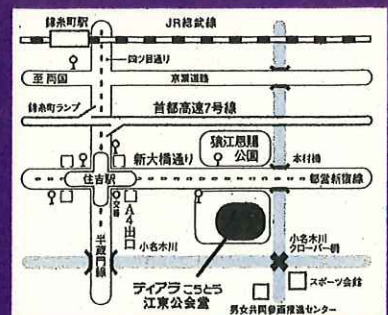 錦糸町駅
JR総武線
四ツ目通り
至両国
京葉道路
錦糸町ランプ
首都高速7号線
猿江恩賜
公園
新大橋通り
本村橋
住吉駅
都営新宿線
交番
A4出口
半蔵門線
小名木川
小名木川
クローバー橋
ティアラこうとう
江東公会堂
スポーツ会館
男女共同参画推進センター